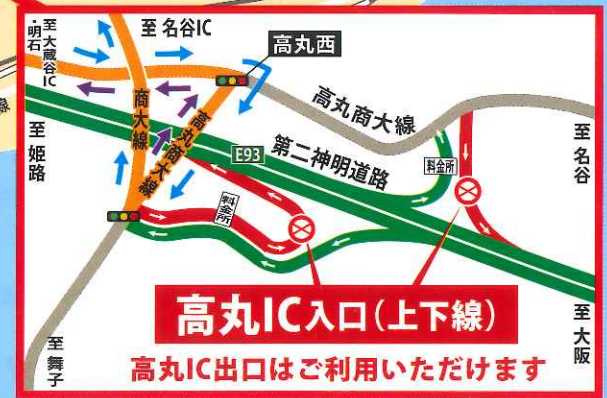 至大蔵谷IC
・明石
至名谷IC
高丸西
線
高丸商大線
商大線
高丸商大線
至姫路
E93
第二神明道路
料金所
至名谷
料金所
高丸IC入口(上下線)
高丸IC出口はご利用いただけます
至舞子
至大阪